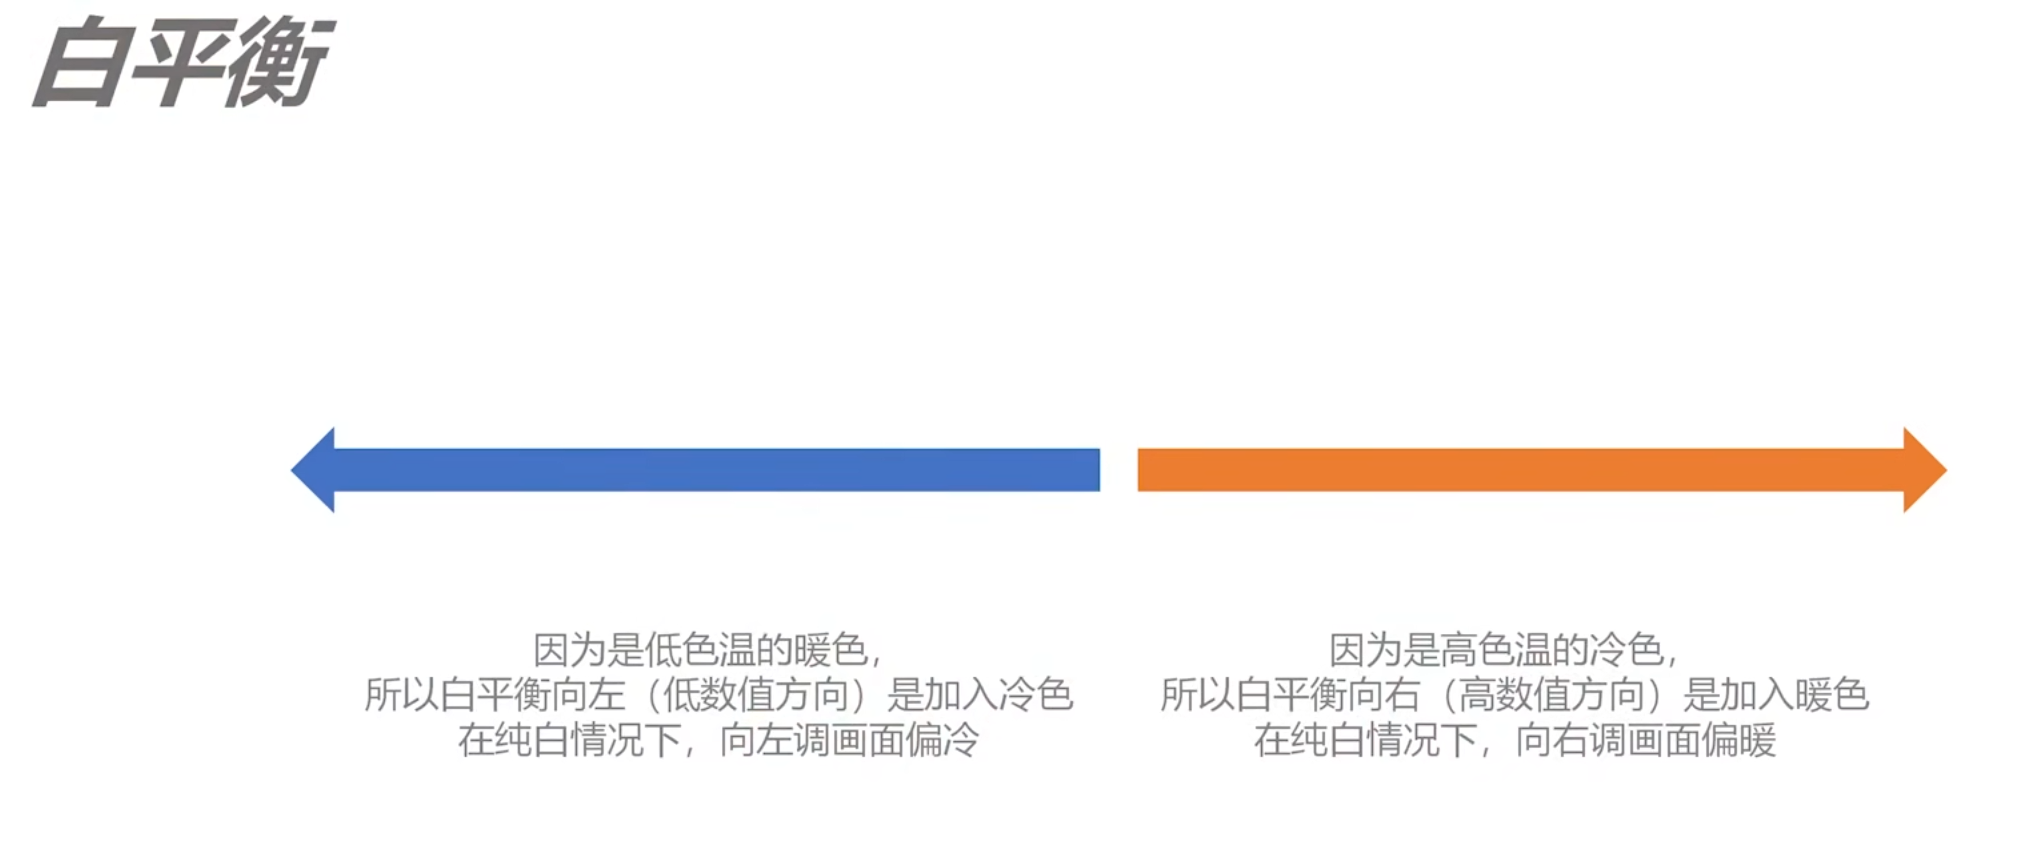 白平衡
因为是低色温的暖色，
所以白平衡向左（低数值方向）是加入冷色
在纯白情况下，向左调画面偏冷
因为是高色温的冷色，
所以白平衡向右（高数值方向）是加入暖色
在纯白情况下，向右调画面偏暖